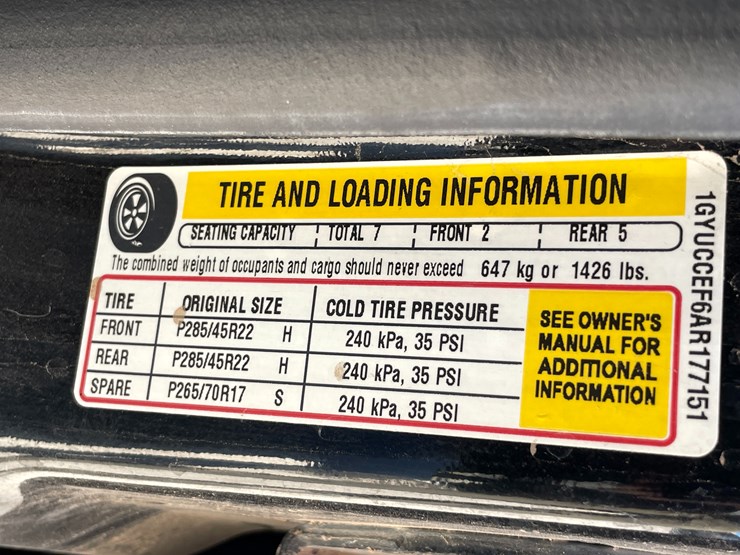 TIRE AND LOADING INFORMATION
SEATING CAPACITY TOTAL 7 FRONT 2 REAR 5
The combined weight of occupants and cargo should never exceed 647 kg or 1426 lbs.
TIRE ORIGINAL SIZE COLD TIRE PRESSURE
FRONT P285/45R22 H 240 kPa, 35 PSI
REAR P285/45R22 H 240 kPa, 35 PSI
SPARE P265/70R17 S 240 kPa, 35 PSI
SEE OWNER'S
MANUAL FOR
ADDITIONAL
INFORMATION
1GYUCCEF6AR177151